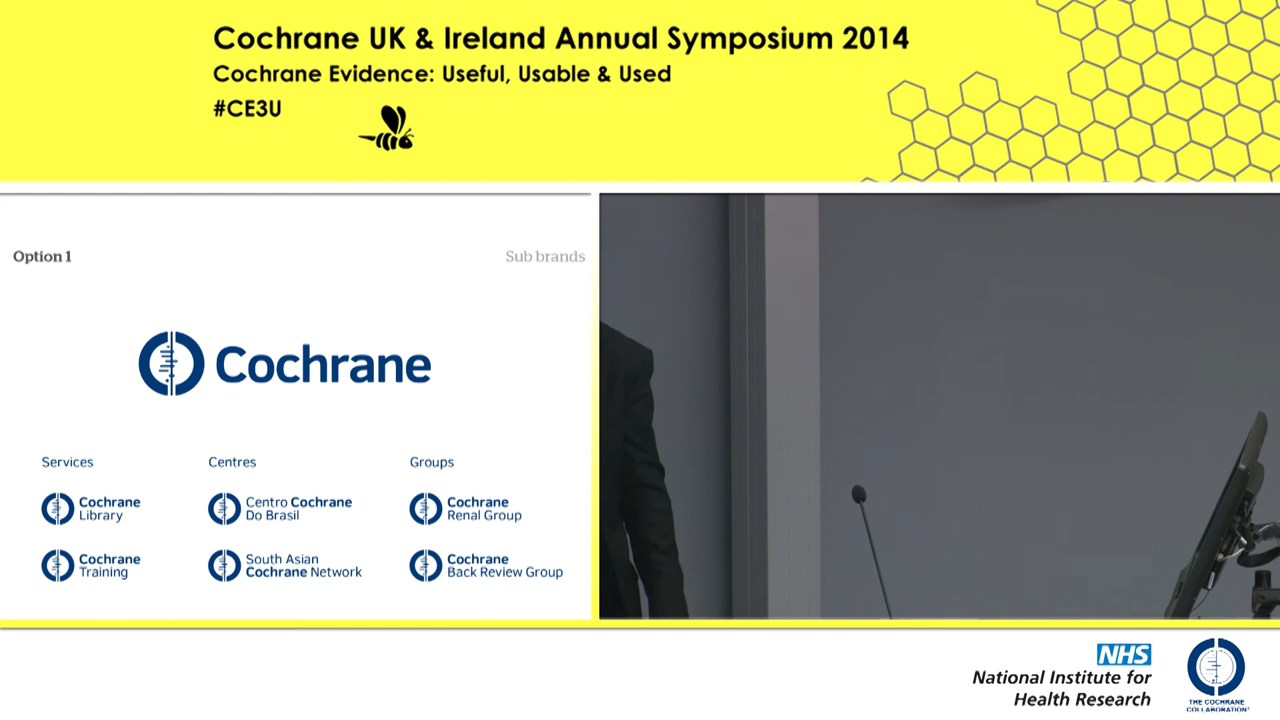 Cochrane UK & Ireland Annual Symposium 2014
Cochrane Evidence: Useful, Usable & Used
#CE3U
Option 1
Sub brands
Cochrane
Services
Centres
Groups
Cochrane
Library
Centro Cochrane
Do Brasil
Cochrane
Renal Group
Cochrane
Training
South Asian
Cochrane Network
Cochrane
Back Review Group
NHS
National Institute for
Health Research
THE COCHRANE
COLLABORATION®